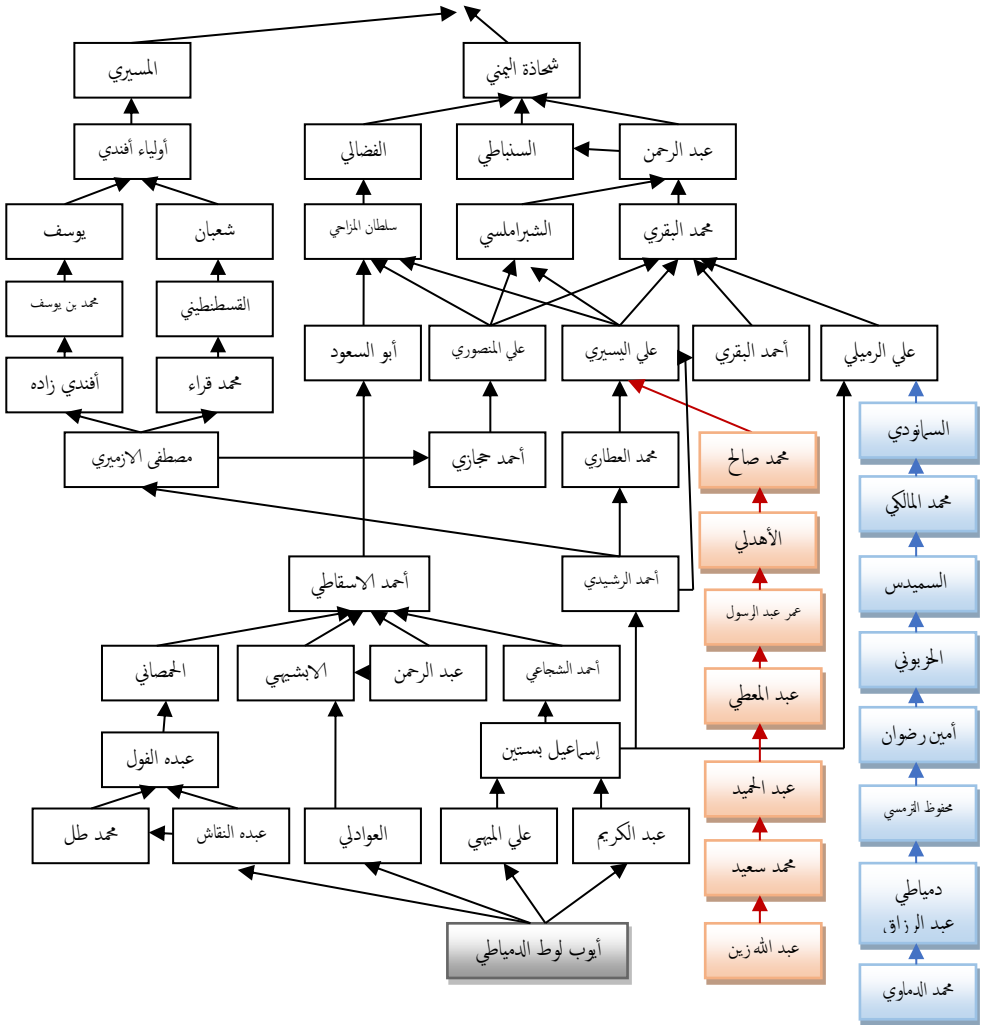 شحاذة اليمني
المسيري
عبد الرحمن
السنباطي
الفضالي
أولياء أفندي
محمد البقري
الشبراملسي
سلطان المزاحي
شعبان
يوسف
القسطنطيني
محمد بن يوسف
علي الرميلي
أحمد البقري
علي اليسيري
علي المنصوري
أبو السعود
محمد قراء
أفندي زاده
السمانودي
محمد صالح
محمد العطاري
أحمد حجازي
مصطفى الازميري
محمد المالكي
الأهدلي
السميدس
عمر عبد الرسول
أحمد الرشيدي
أحمد الاسقاطي
الخربوني
عبد المعطي
أحمد الشجاعي
عبد الرحمن
الابشيهي
الحمصاني
أمين رضوان
إسماعيل بستين
عبده الفول
عبد الحميد
محفوظ الترمسي
عبد الكريم
علي الميهي
العوادلي
عبده النقاش
محمد طل
محمد سعيد
دمياطي
عبد الرزاق
عبد الله زين
أيوب لوط الدمياطي
محمد الدماوي